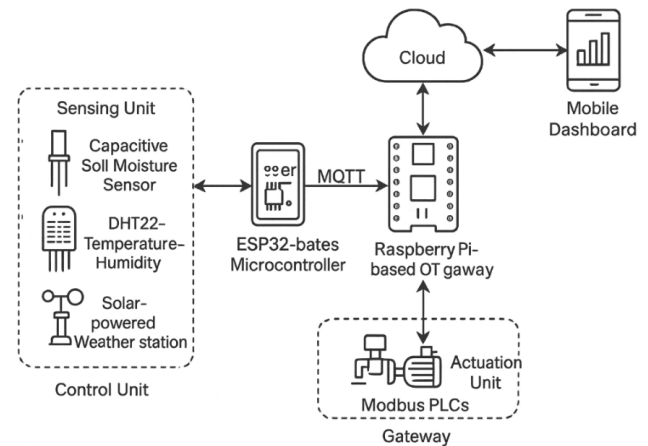 Cloud
Mobile
Dashboard
Sensing Unit
Capacitive
Soll Moisture
Sensor
DHT22–
Temperature–
Humidity
Solar-
powered
Weather station
Control Unit
er
ESP32-bates
Microcontroller
MQTT
Raspberry Pi-
based OT gaway
Actuation
Unit
Modbus PLCs
Gateway